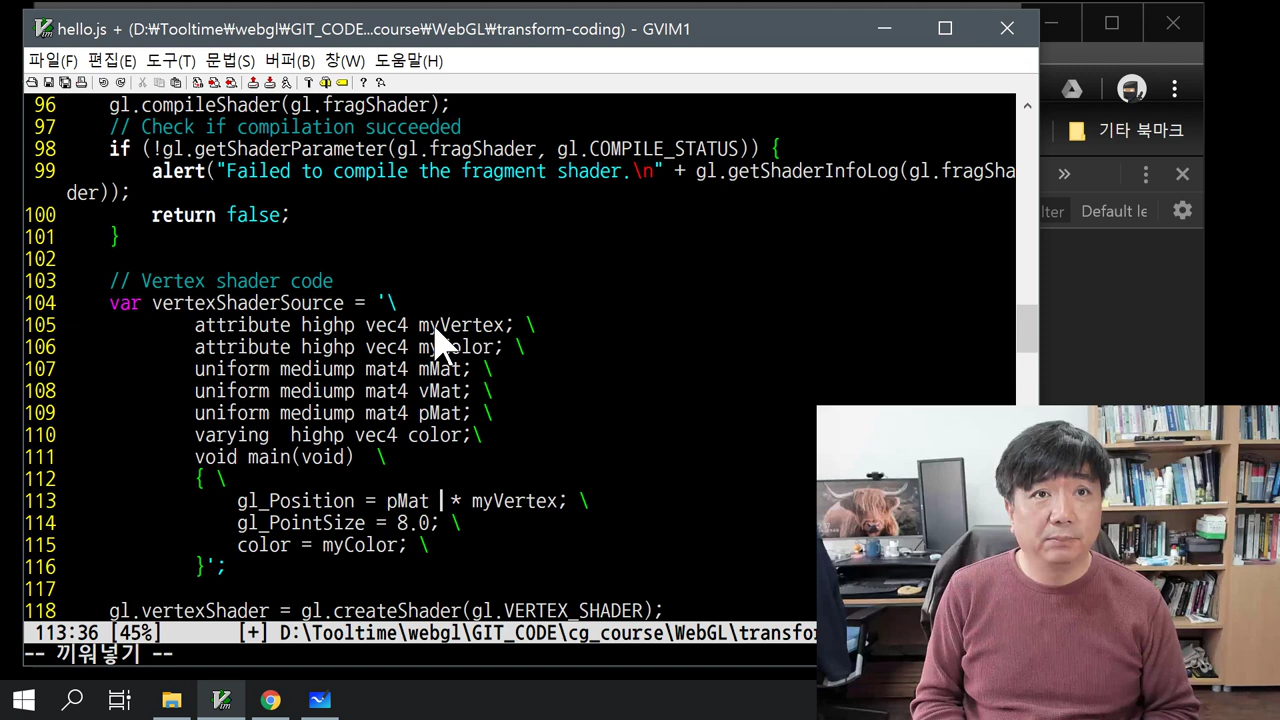 hello.js + (D:₩Tooltime₩webgl₩GIT_CODE...course₩WebGL₩transform-coding) - GVIM1
파일(F) 편집(E) 도구(T) 문법(S) 버퍼(B) 창(W) 도움말(H)
96 gl.compileShader(gl.fragShader);
97 // Check if compilation succeeded
98 if (!gl.getShaderParameter(gl.fragShader, gl.COMPILE_STATUS)) {
99 alert("Failed to compile the fragment shader.\n" + gl.getShaderInfoLog(gl.fragSha
der));
100 return false;
101 }
102
103 // Vertex shader code
104 var vertexShaderSource = '\
105 attribute highp vec4 myVertex; \
106 attribute highp vec4 myColor; \
107 uniform mediump mat4 mMat; \
108 uniform mediump mat4 vMat; \
109 uniform mediump mat4 pMat; \
110 varying  highp vec4 color;\
111 void main(void)  \
112 { \
113 gl_Position = pMat * myVertex; \
114 gl_PointSize = 8.0; \
115 color = myColor; \
116 }';
117
118 gl.vertexShader = gl.createShader(gl.VERTEX_SHADER);
113:36 [45%] [+] D:\Tooltime\webgl\GIT_CODE\cg_course\WebGL\transfor
-- 끼워넣기 --
기타 북마크
Default le